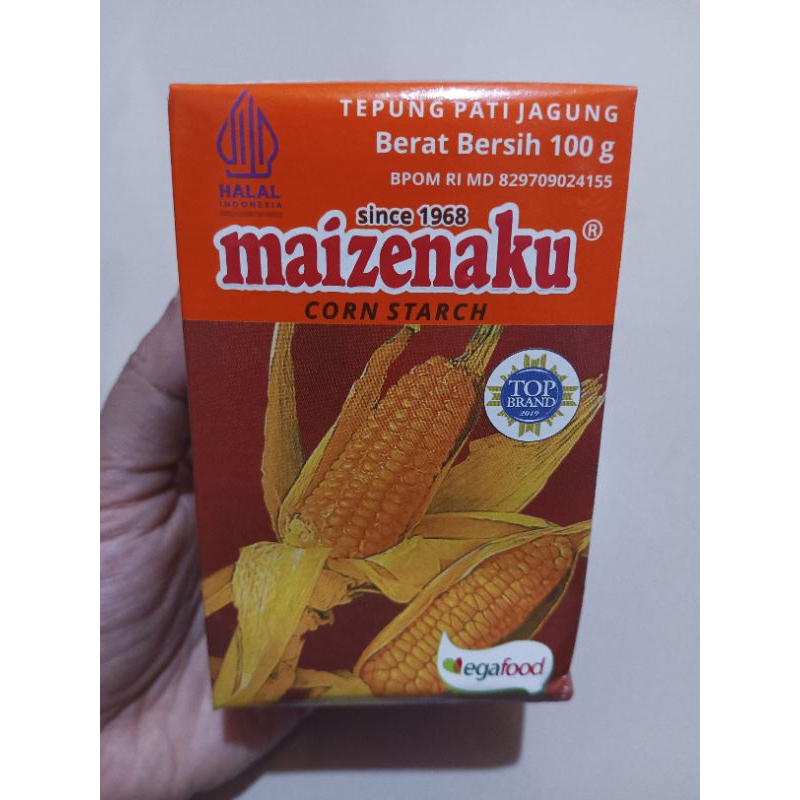 TEPUNG PATI JAGUNG
Berat Bersih 100 g
BPOM RI MD 829709024155
HALAL
INDONESIA
since 1968
maizenaku®
CORN STARCH
TOP
BRAND
2019
egafood